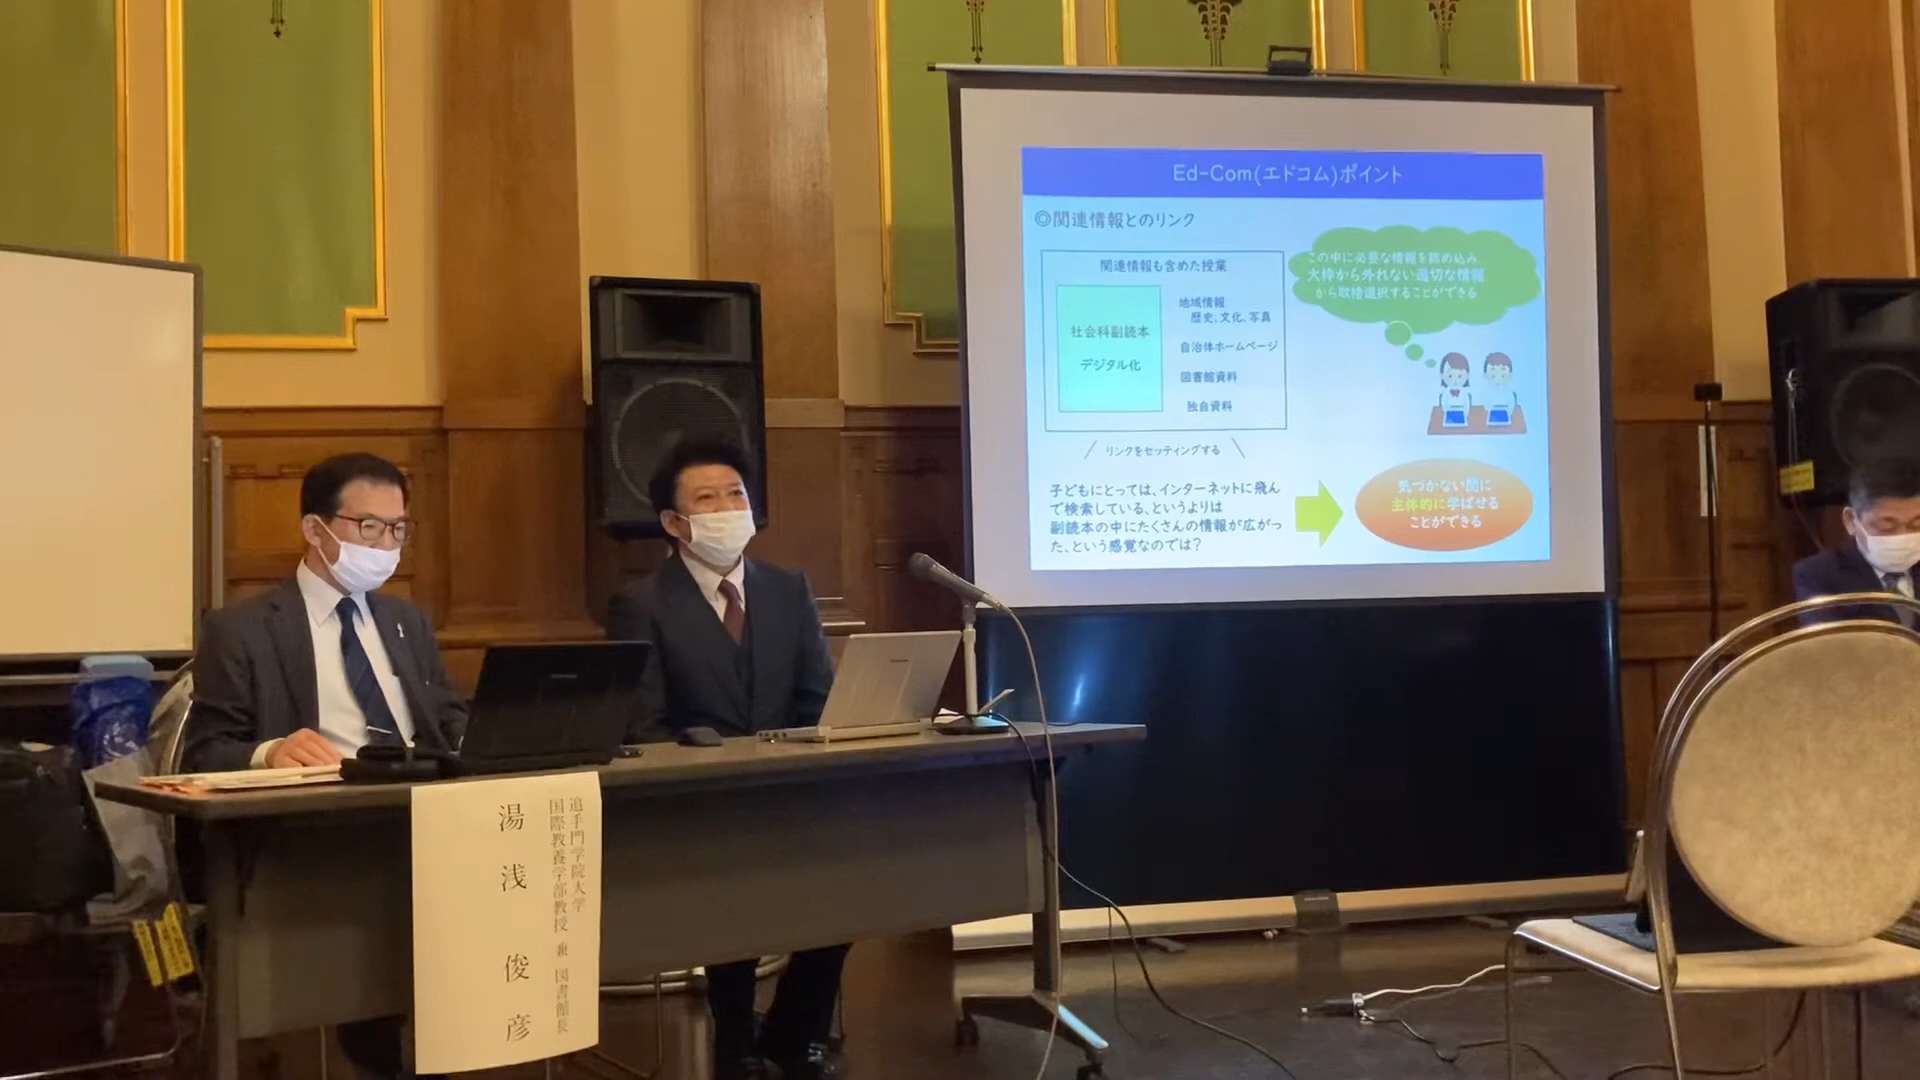 Ed-Com(エドコム)ポイント
◎関連情報とのリンク
関連情報も含めた授業
社会科副読本
デジタル化
地域情報
歴史、文化、写真
自治体ホームページ
図書館資料
独自資料
リンクをセッティングする
この中に必要な情報を詰め込み、
大枠から外れない適切な情報
から取捨選択することができる
子どもにとっては、インターネットに飛ん
で検索している、というよりは
副読本の中にたくさんの情報が広がっ
た、という感覚なのでは?
気づかない間に
主体的に学ばせる
ことができる
追手門学院大学
国際教養学部教授 兼 図書館長
湯浅俊彦